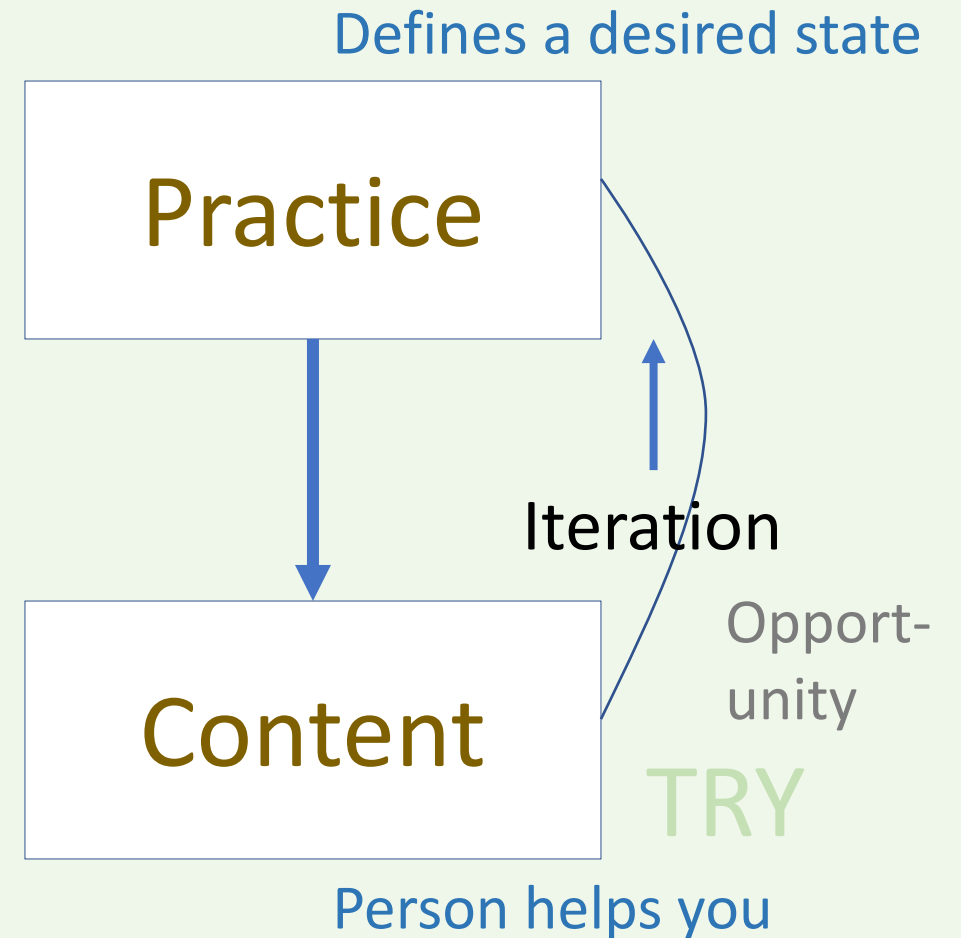 Defines a desired state
Practice
Iteration
Opport-
unity
Content
TRY
Person helps you